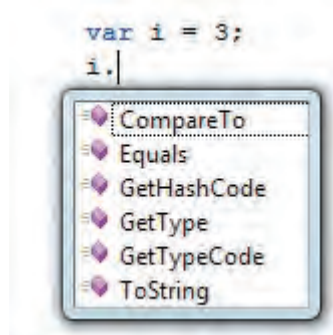 var i = 3;
i.
CompareTo
Equals
GetHashCode
GetType
GetTypeCode
ToString